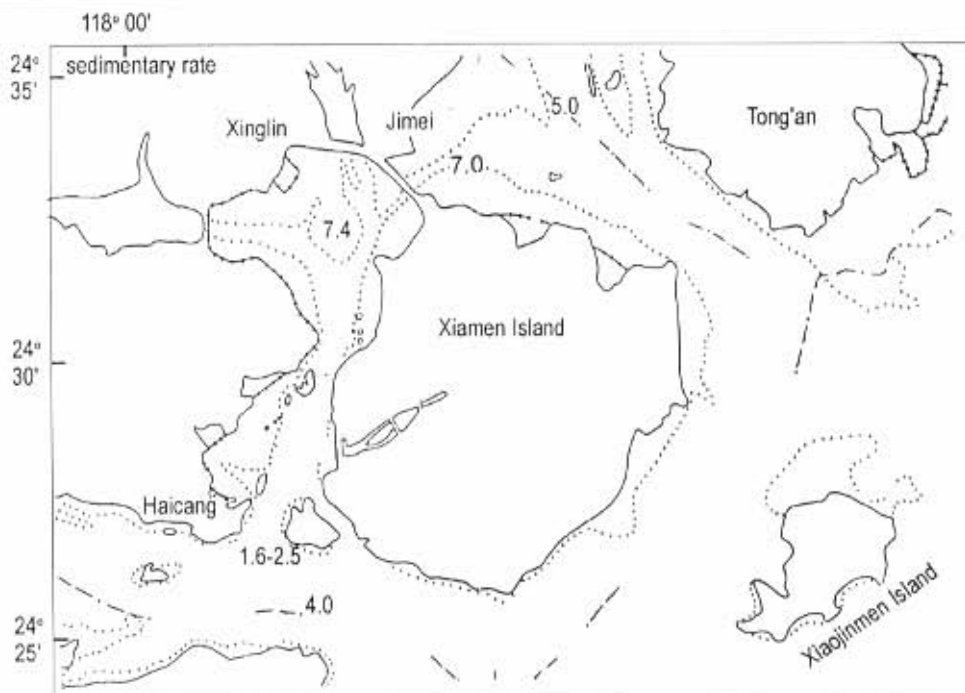 118° 00'
24°
35'
sedimentary rate
Xinglin
Jimei
5.0
Tong'an
7.0
7.4
Xiamen Island
24°
30'
Haicang
1.6-2.5
4.0
24°
25'
Xiaojinmen Island